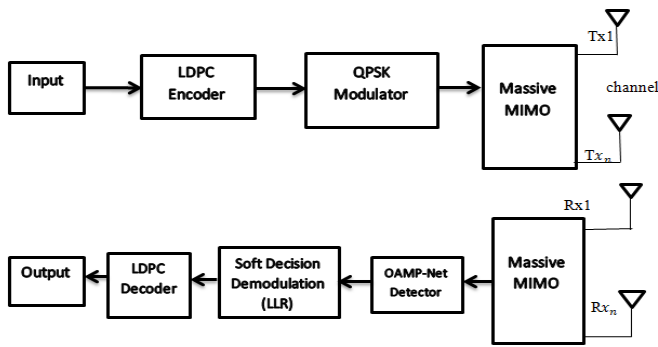 Input
LDPC
Encoder
QPSK
Modulator
Massive
MIMO
Tx1
channel
Txₙ
Output
LDPC
Decoder
Soft Decision
Demodulation
(LLR)
OAMP-Net
Detector
Massive
MIMO
Rx1
Rxₙ